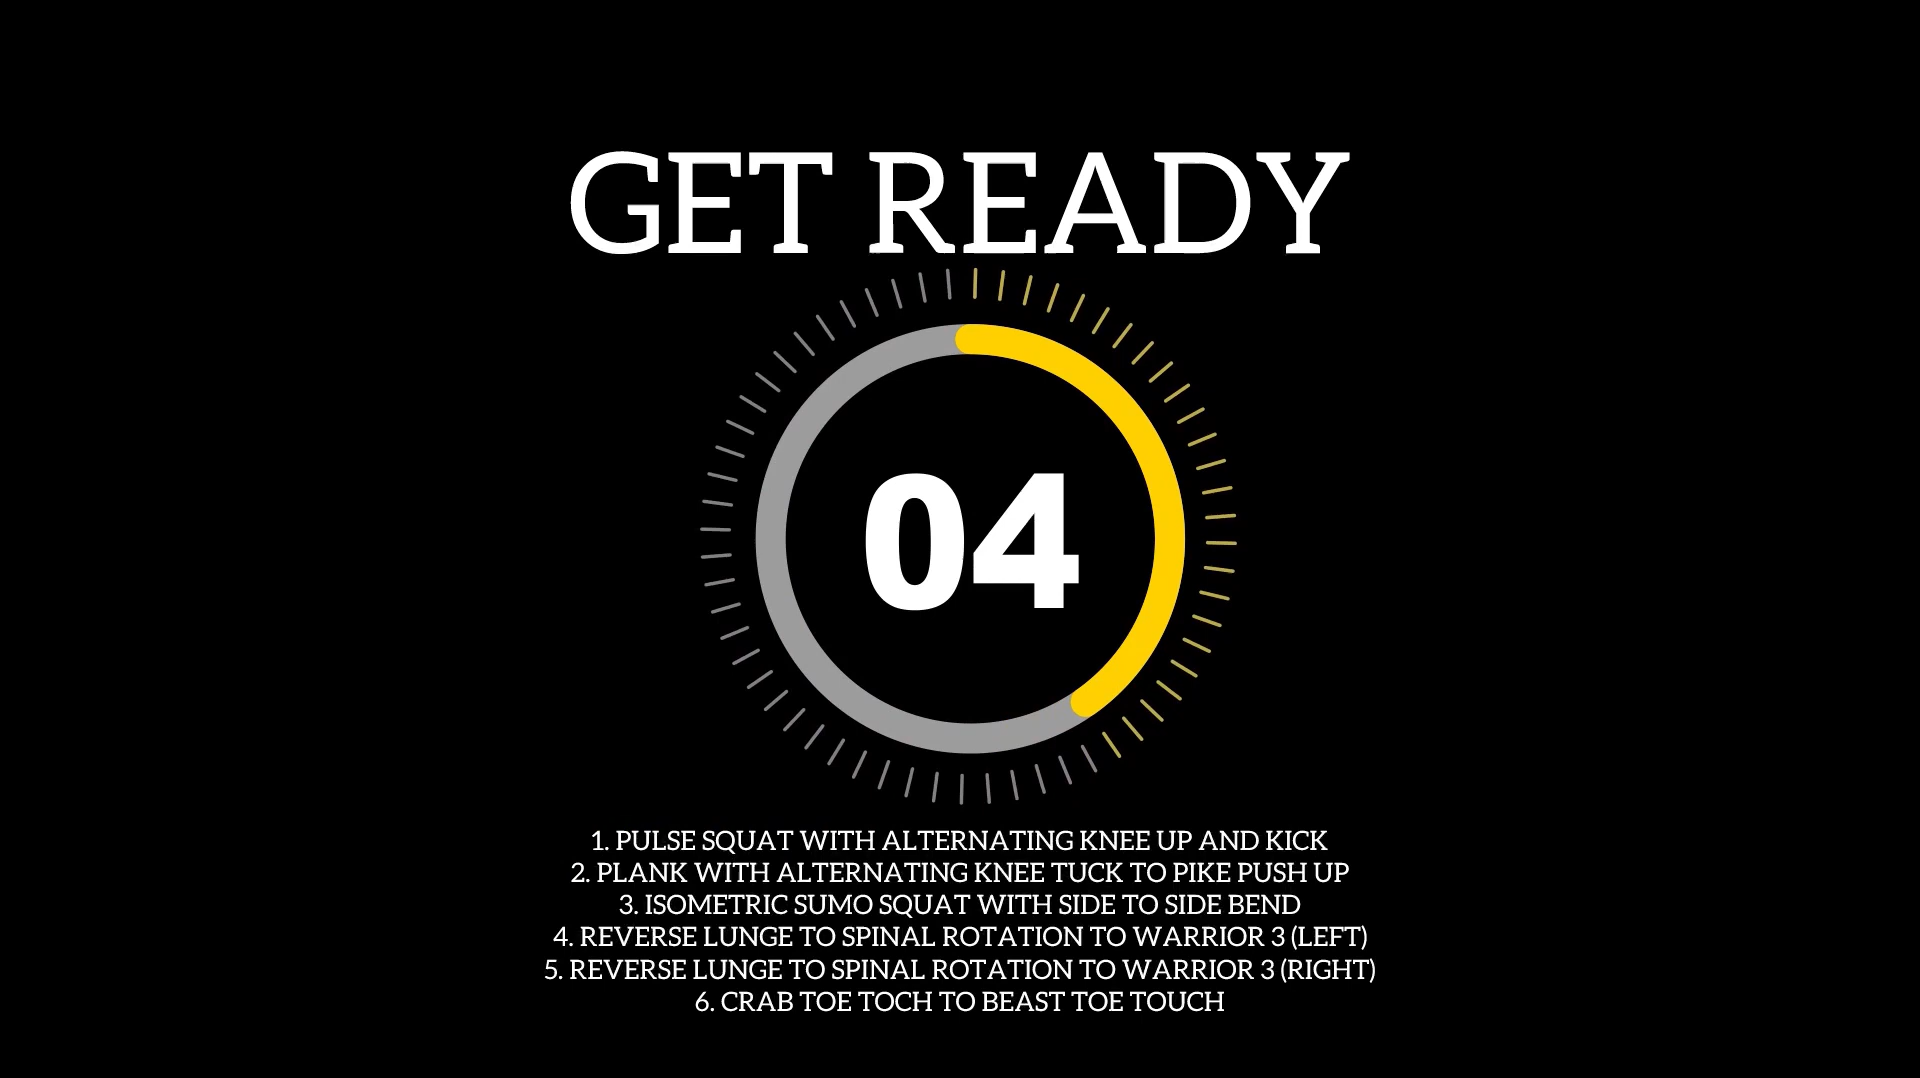 GET READY
04
1. PULSE SQUAT WITH ALTERNATING KNEE UP AND KICK
2. PLANK WITH ALTERNATING KNEE TUCK TO PIKE PUSH UP
3. ISOMETRIC SUMO SQUAT WITH SIDE TO SIDE BEND
4. REVERSE LUNGE TO SPINAL ROTATION TO WARRIOR 3 (LEFT)
5. REVERSE LUNGE TO SPINAL ROTATION TO WARRIOR 3 (RIGHT)
6. CRAB TOE TOCH TO BEAST TOE TOUCH